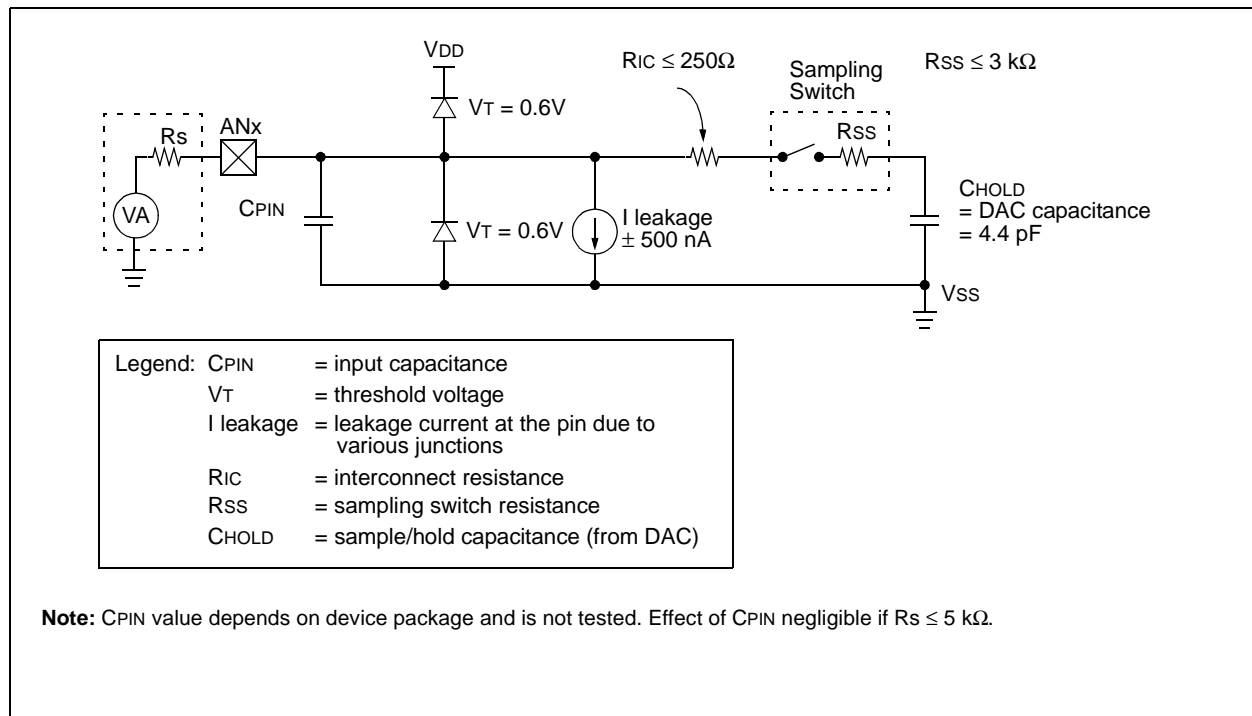 VDD
RIC ≤ 250Ω
Sampling
Switch
RSS ≤ 3 kΩ
VT = 0.6V
Rs
ANx
RSS
CPIN
VA
VT = 0.6V
I leakage
± 500 nA
CHOLD
= DAC capacitance
= 4.4 pF
VSS
Legend: CPIN = input capacitance
VT = threshold voltage
I leakage = leakage current at the pin due to
various junctions
RIC = interconnect resistance
RSS = sampling switch resistance
CHOLD = sample/hold capacitance (from DAC)
Note: CPIN value depends on device package and is not tested. Effect of CPIN negligible if Rs ≤ 5 kΩ.